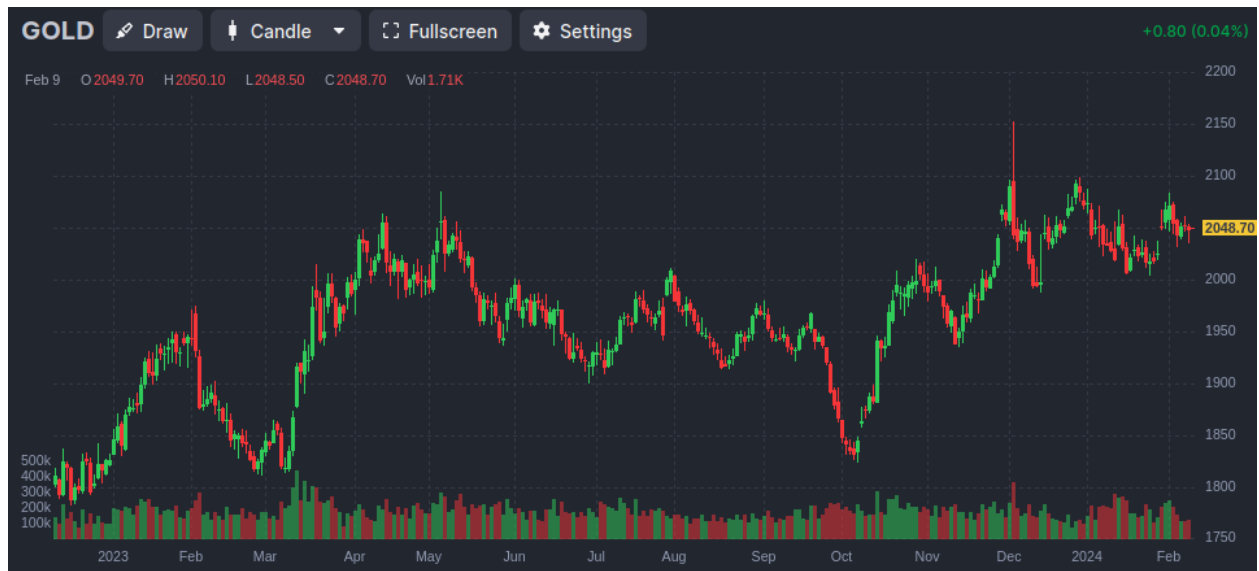 GOLD Draw Candle Fullscreen Settings +0.80 (0.04%)
Feb 9 O2049.70 H2050.10 L2048.50 C2048.70 Vol1.71K
2200
2150
2100
2048.70
2000
1950
1900
1850
500k
400k
300k
1800
200k
100k
1750
2023 Feb Mar Apr May Jun Jul Aug Sep Oct Nov Dec 2024 Feb